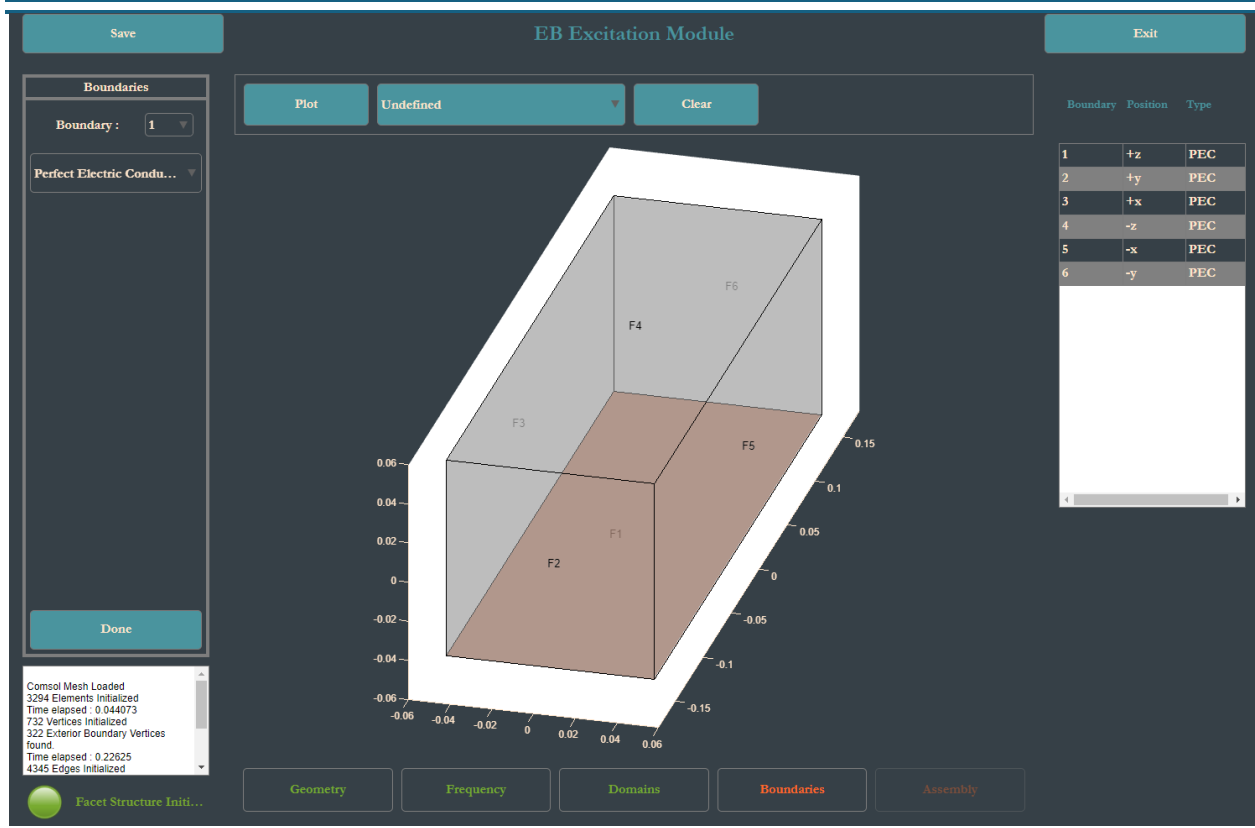 Save
EB Excitation Module
Exit
Boundaries
Boundary :
1
Perfect Electric Condu...
Plot
Undefined
Clear
Boundary Position Type
1 +z PEC
2 +y PEC
3 +x PEC
4 -z PEC
5 -x PEC
6 -y PEC
F6
F4
F3
F5
F1
F2
0.06
0.04
0.02
0
-0.02
-0.04
-0.06
-0.06
-0.04
-0.02
0
0.02
0.04
0.06
0.15
0.1
0.05
0
-0.05
-0.1
-0.15
Done
Comsol Mesh Loaded
3294 Elements Initialized
Time elapsed : 0.044073
732 Vertices Initialized
322 Exterior Boundary Vertices
found.
Time elapsed : 0.22625
4345 Edges Initialized
Facet Structure Initi...
Geometry
Frequency
Domains
Boundaries
Assembly